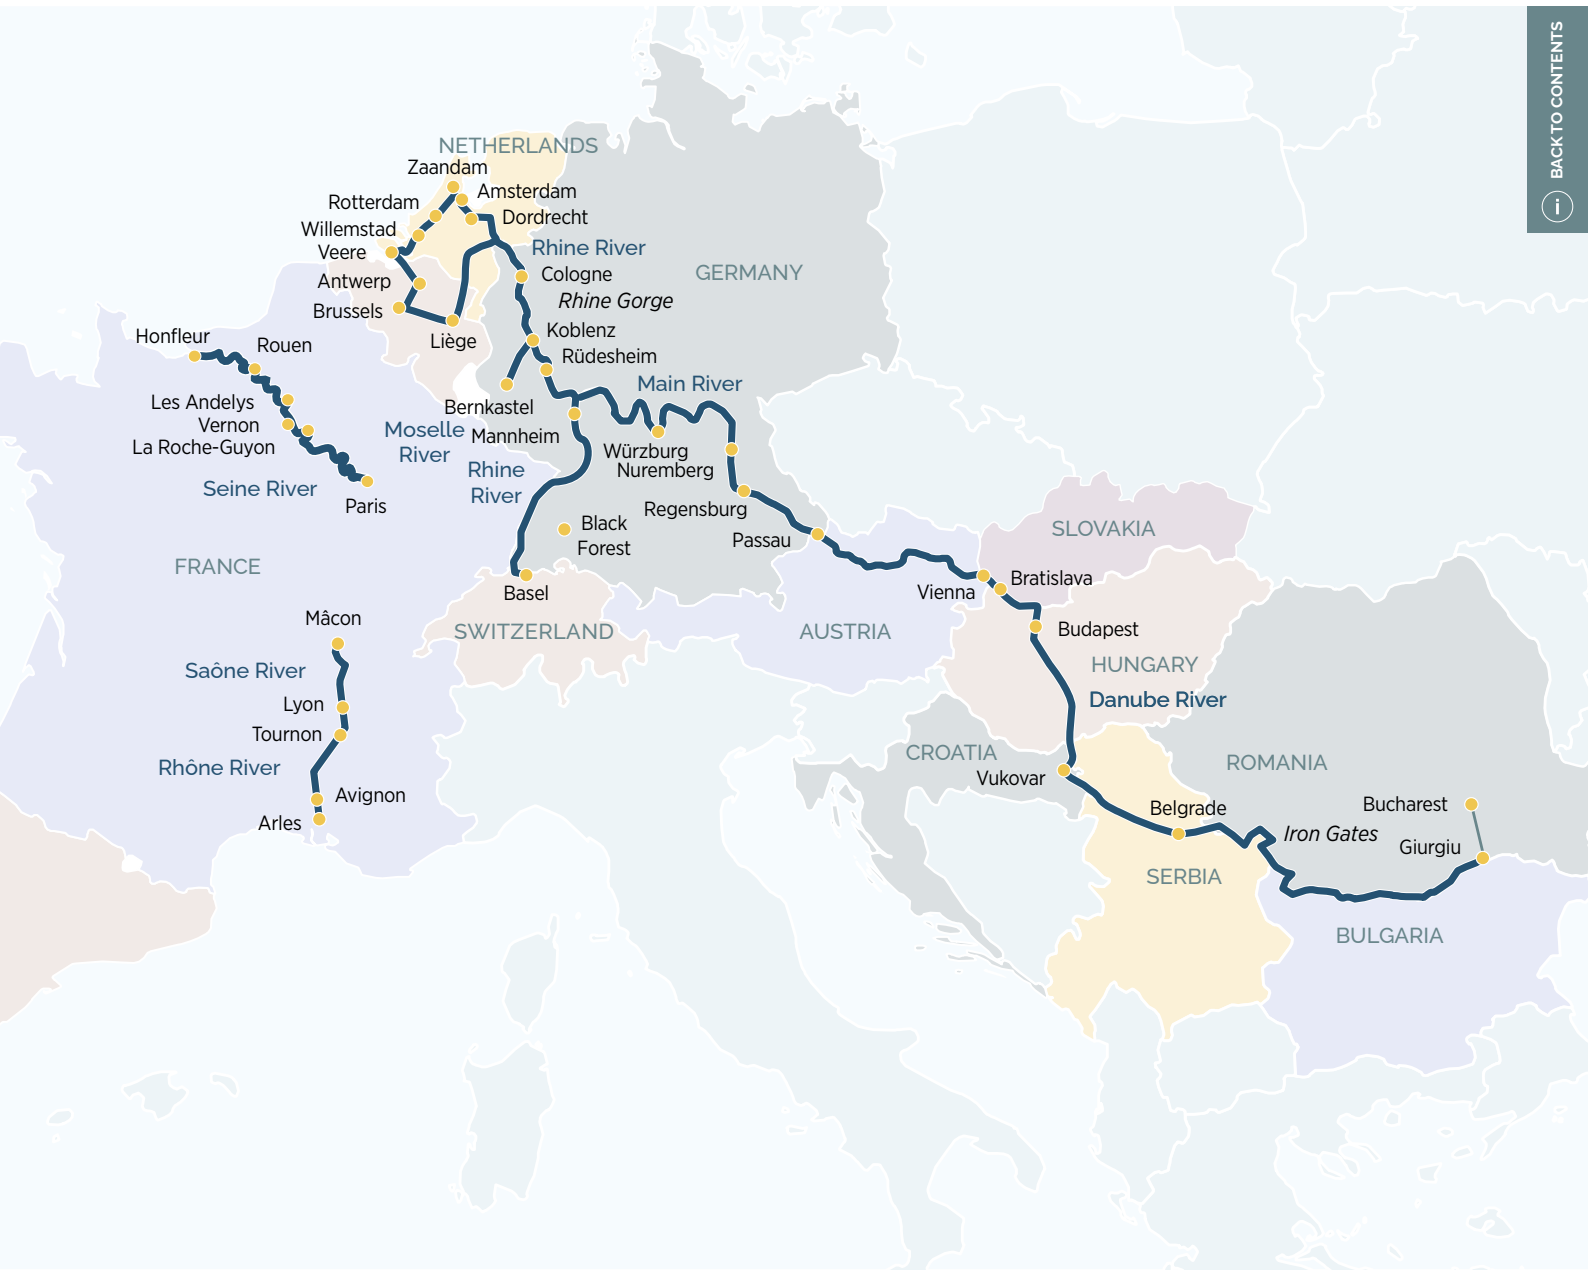 BACK TO CONTENTS
i
NETHERLANDS
Zaandam
Amsterdam
Rotterdam
Dordrecht
Willemstad
Veere
Rhine River
Cologne
GERMANY
Antwerp
Rhine Gorge
Brussels
Koblenz
Honfleur
Rouen
Liège
Rüdesheim
Main River
Les Andelys
Bernkastel
Vernon
Moselle
River
Mannheim
La Roche-Guyon
Würzburg
Nuremberg
Rhine
River
Seine River
Paris
Regensburg
Black
Forest
Passau
SLOVAKIA
FRANCE
Bratislava
Vienna
Basel
Mâcon
SWITZERLAND
AUSTRIA
Budapest
HUNGARY
Saône River
Danube River
Lyon
Tournon
CROATIA
ROMANIA
Rhône River
Vukovar
Avignon
Belgrade
Bucharest
Arles
Iron Gates
Giurgiu
SERBIA
BULGARIA